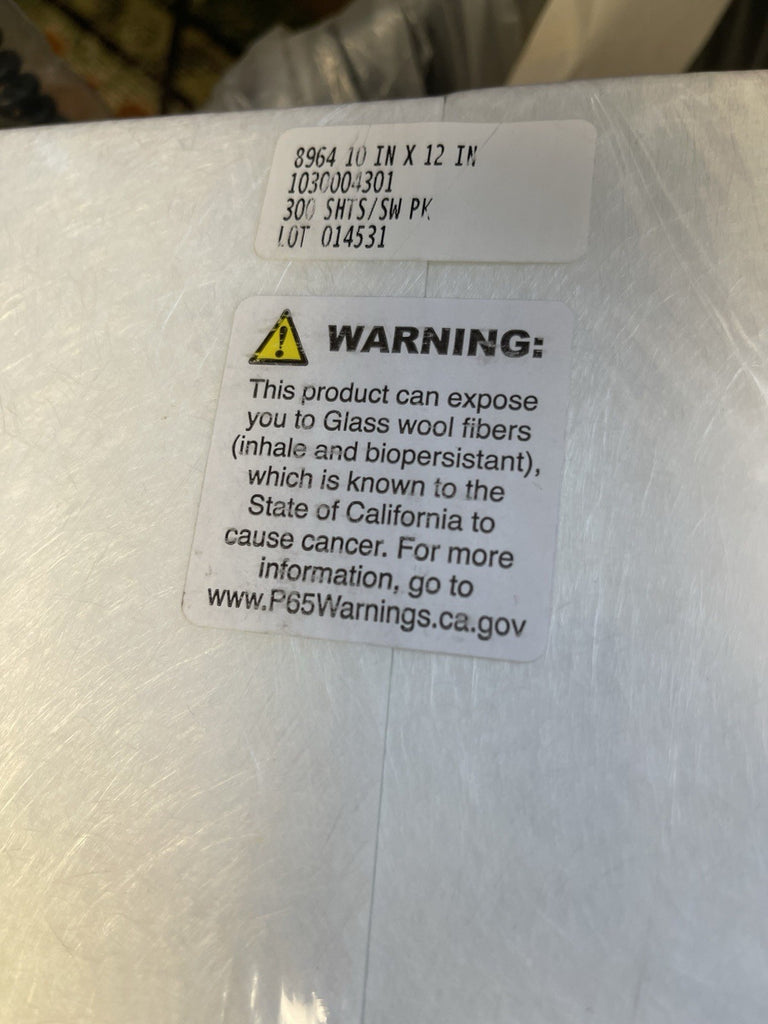 8964 10 IN X 12 IN
1030004301
300 SHTS/SW PK
LOT 014531
WARNING:
This product can expose
you to Glass wool fibers
(inhale and biopersistant),
which is known to the
State of California to
cause cancer. For more
information, go to
www.P65Warnings.ca.gov